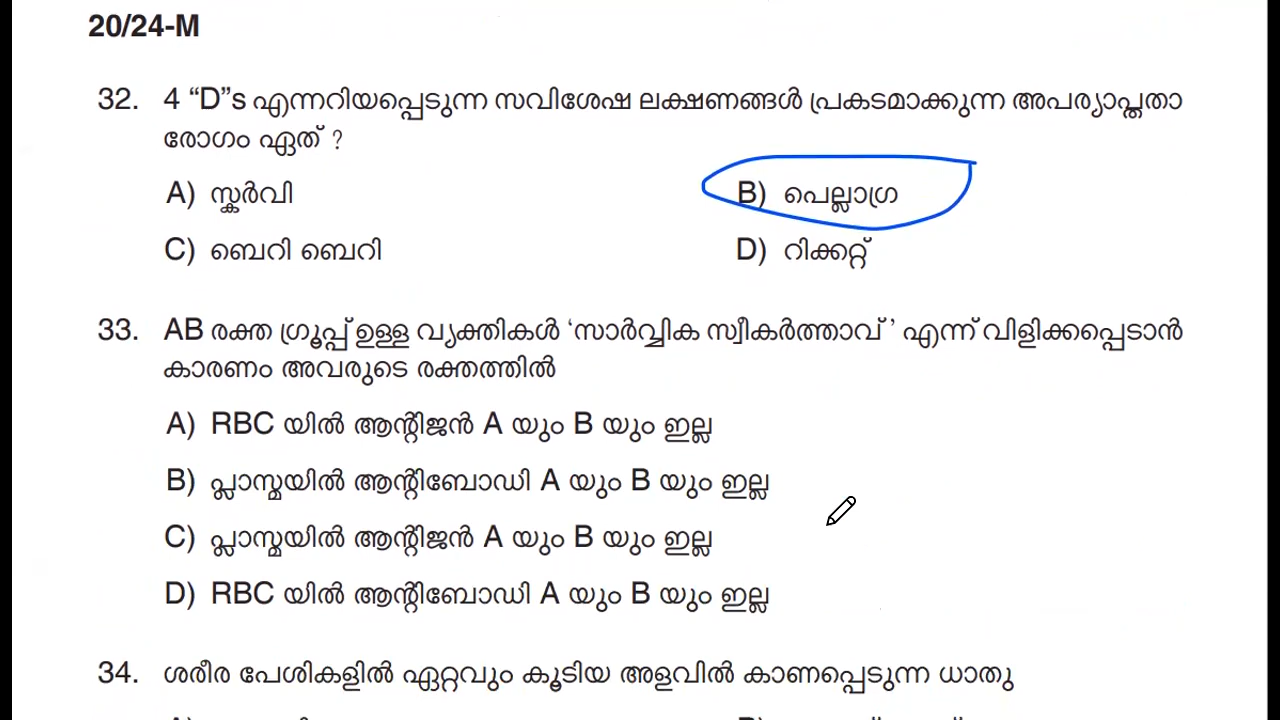 20/24-M
32. 4 “D”s എന്നറിയപ്പെടുന്ന സവിശേഷ ലക്ഷണങ്ങൾ പ്രകടമാക്കുന്ന അപര്യാപ്തതാ
രോഗം ഏത് ?
A) സ്കർവി B) പെല്ലാഗ്ര
C) ബെറി ബെറി D) റിക്കറ്റ്
33. AB രക്ത ഗ്രൂപ്പ് ഉള്ള വ്യക്തികൾ ‘സാർവ്വിക സ്വീകർത്താവ് ’ എന്ന് വിളിക്കപ്പെടാൻ
കാരണം അവരുടെ രക്തത്തിൽ
A) RBC യിൽ ആന്റിജൻ A യും B യും ഇല്ല
B) പ്ലാസ്മയിൽ ആന്റിബോഡി A യും B യും ഇല്ല
C) പ്ലാസ്മയിൽ ആന്റിജൻ A യും B യും ഇല്ല
D) RBC യിൽ ആന്റിബോഡി A യും B യും ഇല്ല
34. ശരീര പേശികളിൽ ഏറ്റവും കൂടിയ അളവിൽ കാണപ്പെടുന്ന ധാതു